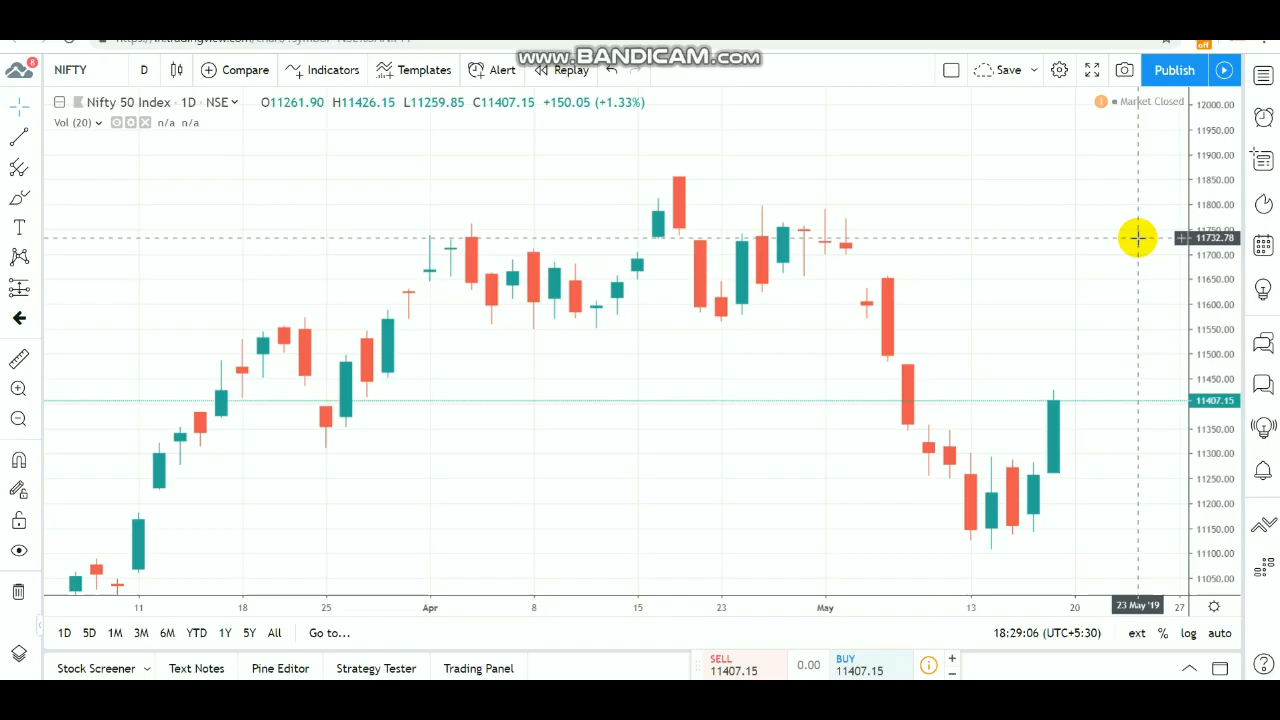 www.BANDICAM.com
off
8
NIFTY
D
Compare
Indicators
Templates
Alert
Replay
Save
Publish
Nifty 50 Index · 1D · NSE
O11261.90 H11426.15 L11259.85 C11407.15 +150.05 (+1.33%)
Market Closed
Vol (20)
n/a n/a
12000.00
11950.00
11900.00
11850.00
11800.00
11750.00
11732.78
11700.00
11650.00
11600.00
11550.00
11500.00
11450.00
11407.15
11350.00
11300.00
11250.00
11200.00
11150.00
11100.00
11050.00
11 18 25 Apr 8 15 23 May 13 20 23 May '19 27
1D 5D 1M 3M 6M YTD 1Y 5Y All Go to...
18:29:06 (UTC+5:30) ext % log auto
Stock Screener Text Notes Pine Editor Strategy Tester Trading Panel
SELL
11407.15
0.00
BUY
11407.15